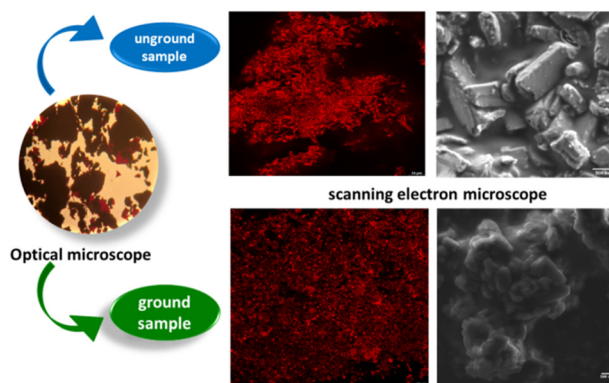 unground
sample
scanning electron microscope
Optical microscope
ground
sample